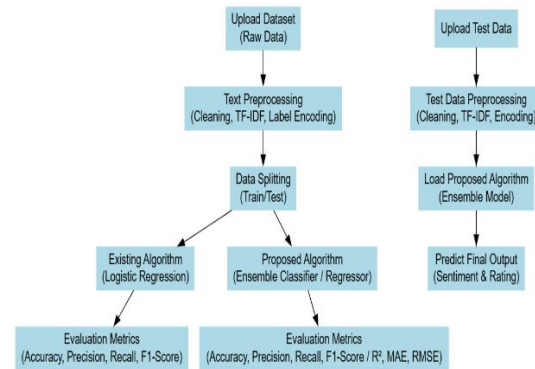 Upload Dataset
(Raw Data)
Text Preprocessing
(Cleaning, TF-IDF, Label Encoding)
Data Splitting
(Train/Test)
Existing Algorithm
(Logistic Regression)
Proposed Algorithm
(Ensemble Classifier / Regressor)
Evaluation Metrics
(Accuracy, Precision, Recall, F1-Score)
Evaluation Metrics
(Accuracy, Precision, Recall, F1-Score / R², MAE, RMSE)
Upload Test Data
Test Data Preprocessing
(Cleaning, TF-IDF, Encoding)
Load Proposed Algorithm
(Ensemble Model)
Predict Final Output
(Sentiment & Rating)